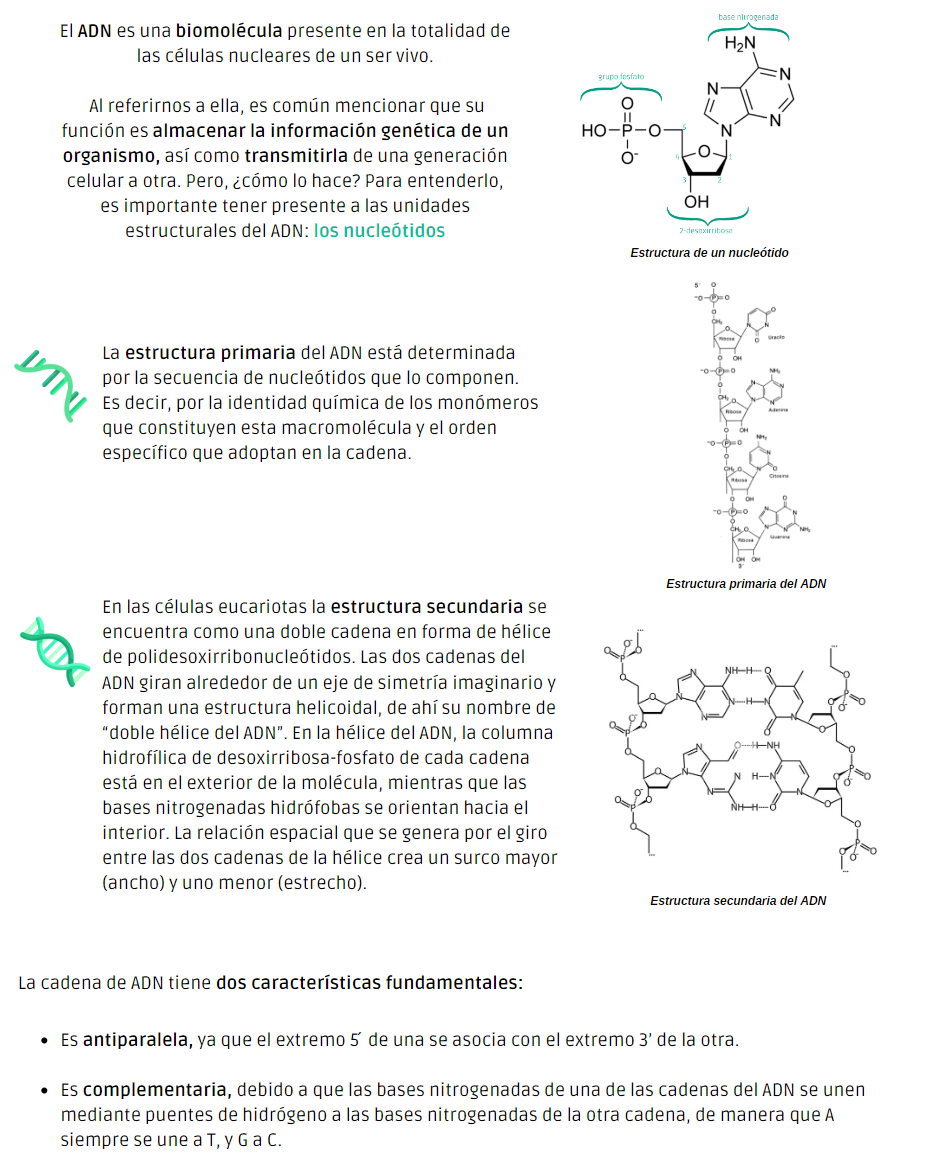 El ADN es una biomolécula presente en la totalidad de
las células nucleares de un ser vivo.
Al referirnos a ella, es común mencionar que su
función es almacenar la información genética de un
organismo, así como transmitirla de una generación
celular a otra. Pero, ¿cómo lo hace? Para entenderlo,
es importante tener presente a las unidades
estructurales del ADN: los nucleótidos
base nitrogenada
H₂N
N
N
N
N
grupo fosfato
O
HO-P-O
O-
5
O
4
1
3
2
OH
2-desoxirribosa
Estructura de un nucleótido
La estructura primaria del ADN está determinada
por la secuencia de nucleótidos que lo componen.
Es decir, por la identidad química de los monómeros
que constituyen esta macromolécula y el orden
específico que adoptan en la cadena.
5'
Uracilo
Ribosa
OH
NH₂
Adenina
Ribosa
OH
NH₂
Citosina
Ribosa
OH
Guanina
NH₂
Ribosa
OH OH
3'
Estructura primaria del ADN
En las células eucariotas la estructura secundaria se
encuentra como una doble cadena en forma de hélice
de polidesoxirribonucleótidos. Las dos cadenas del
ADN giran alrededor de un eje de simetría imaginario y
forman una estructura helicoidal, de ahí su nombre de
“doble hélice del ADN”. En la hélice del ADN, la columna
hidrofílica de desoxirribosa-fosfato de cada cadena
está en el exterior de la molécula, mientras que las
bases nitrogenadas hidrófobas se orientan hacia el
interior. La relación espacial que se genera por el giro
entre las dos cadenas de la hélice crea un surco mayor
(ancho) y uno menor (estrecho).
Estructura secundaria del ADN
La cadena de ADN tiene dos características fundamentales:
• Es antiparalela, ya que el extremo 5´ de una se asocia con el extremo 3' de la otra.
• Es complementaria, debido a que las bases nitrogenadas de una de las cadenas del ADN se unen
mediante puentes de hidrógeno a las bases nitrogenadas de la otra cadena, de manera que A
siempre se une a T, y G a C.